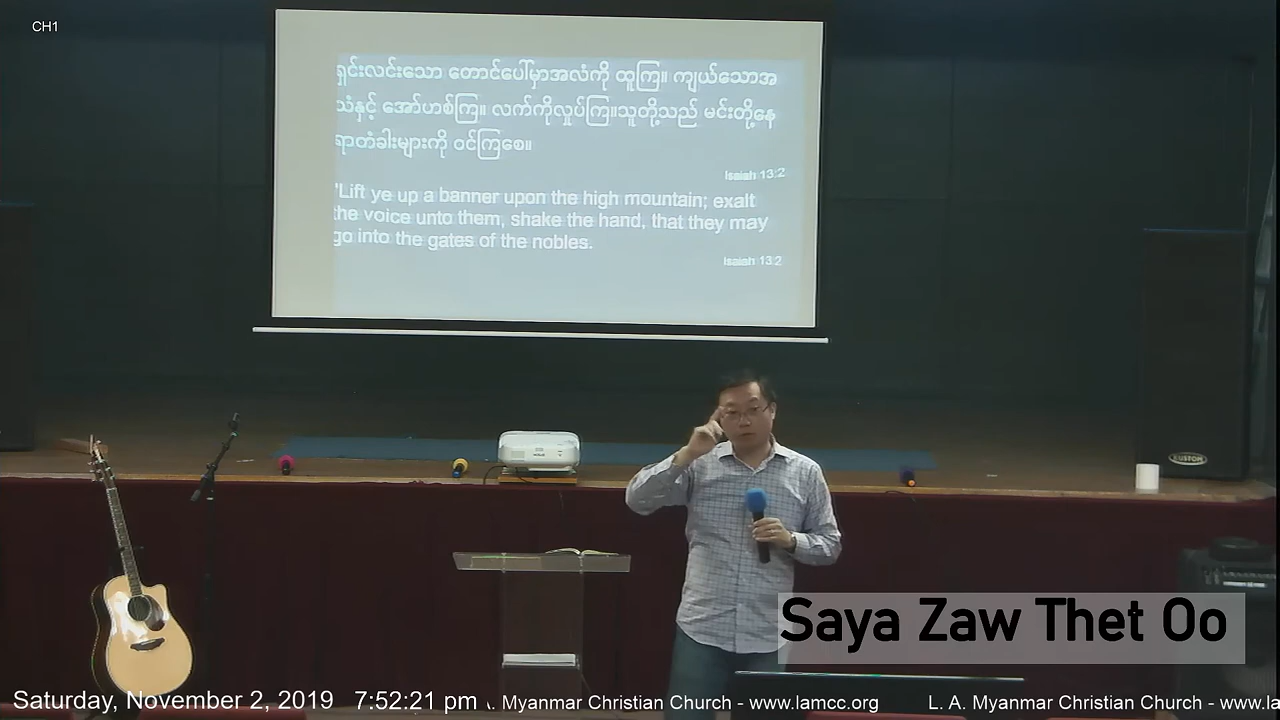 CH1
ရှင်းလင်းသော တောင်ပေါ်မှာအလံကို ထူကြ။ ကျယ်သောအ
သံနှင့် အော်ဟစ်ကြ။ လက်ကိုလှုပ်ကြ။သူတို့သည် မင်းတို့နေ
ရာတံခါးများကို ဝင်ကြစေ။
Isaiah 13:2
"Lift ye up a banner upon the high mountain; exalt
the voice unto them, shake the hand, that they may
go into the gates of the nobles.
Isaiah 13:2
KUSTOM
Saya Zaw Thet Oo
Saturday, November 2, 2019 7:52:21 pm . Myanmar Christian Church - www.lamcc.org L. A. Myanmar Christian Church - www.la